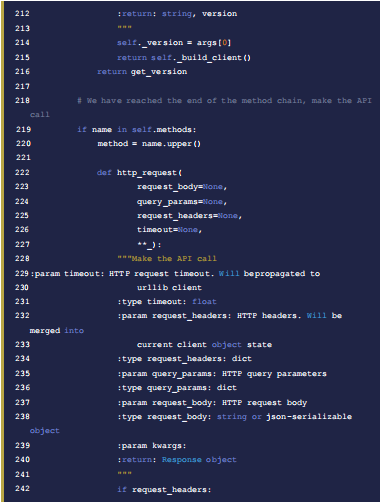 212 :return: string, version
213 """
214 self._version = args[0]
215 return self._build_client()
216 return get_version
217
218 # We have reached the end of the method chain, make the API
call
219 if name in self.methods:
220 method = name.upper()
221
222 def http_request(
223 request_body=None,
224 query_params=None,
225 request_headers=None,
226 timeout=None,
227 **_):
228 """Make the API call
229 :param timeout: HTTP request timeout. Will bepropagated to
230 urllib client
231 :type timeout: float
232 :param request_headers: HTTP headers. Will be
merged into
233 current client object state
234 :type request_headers: dict
235 :param query_params: HTTP query parameters
236 :type query_params: dict
237 :param request_body: HTTP request body
238 :type request_body: string or json-serializable
object
239 :param kwargs:
240 :return: Response object
241 """
242 if request_headers: